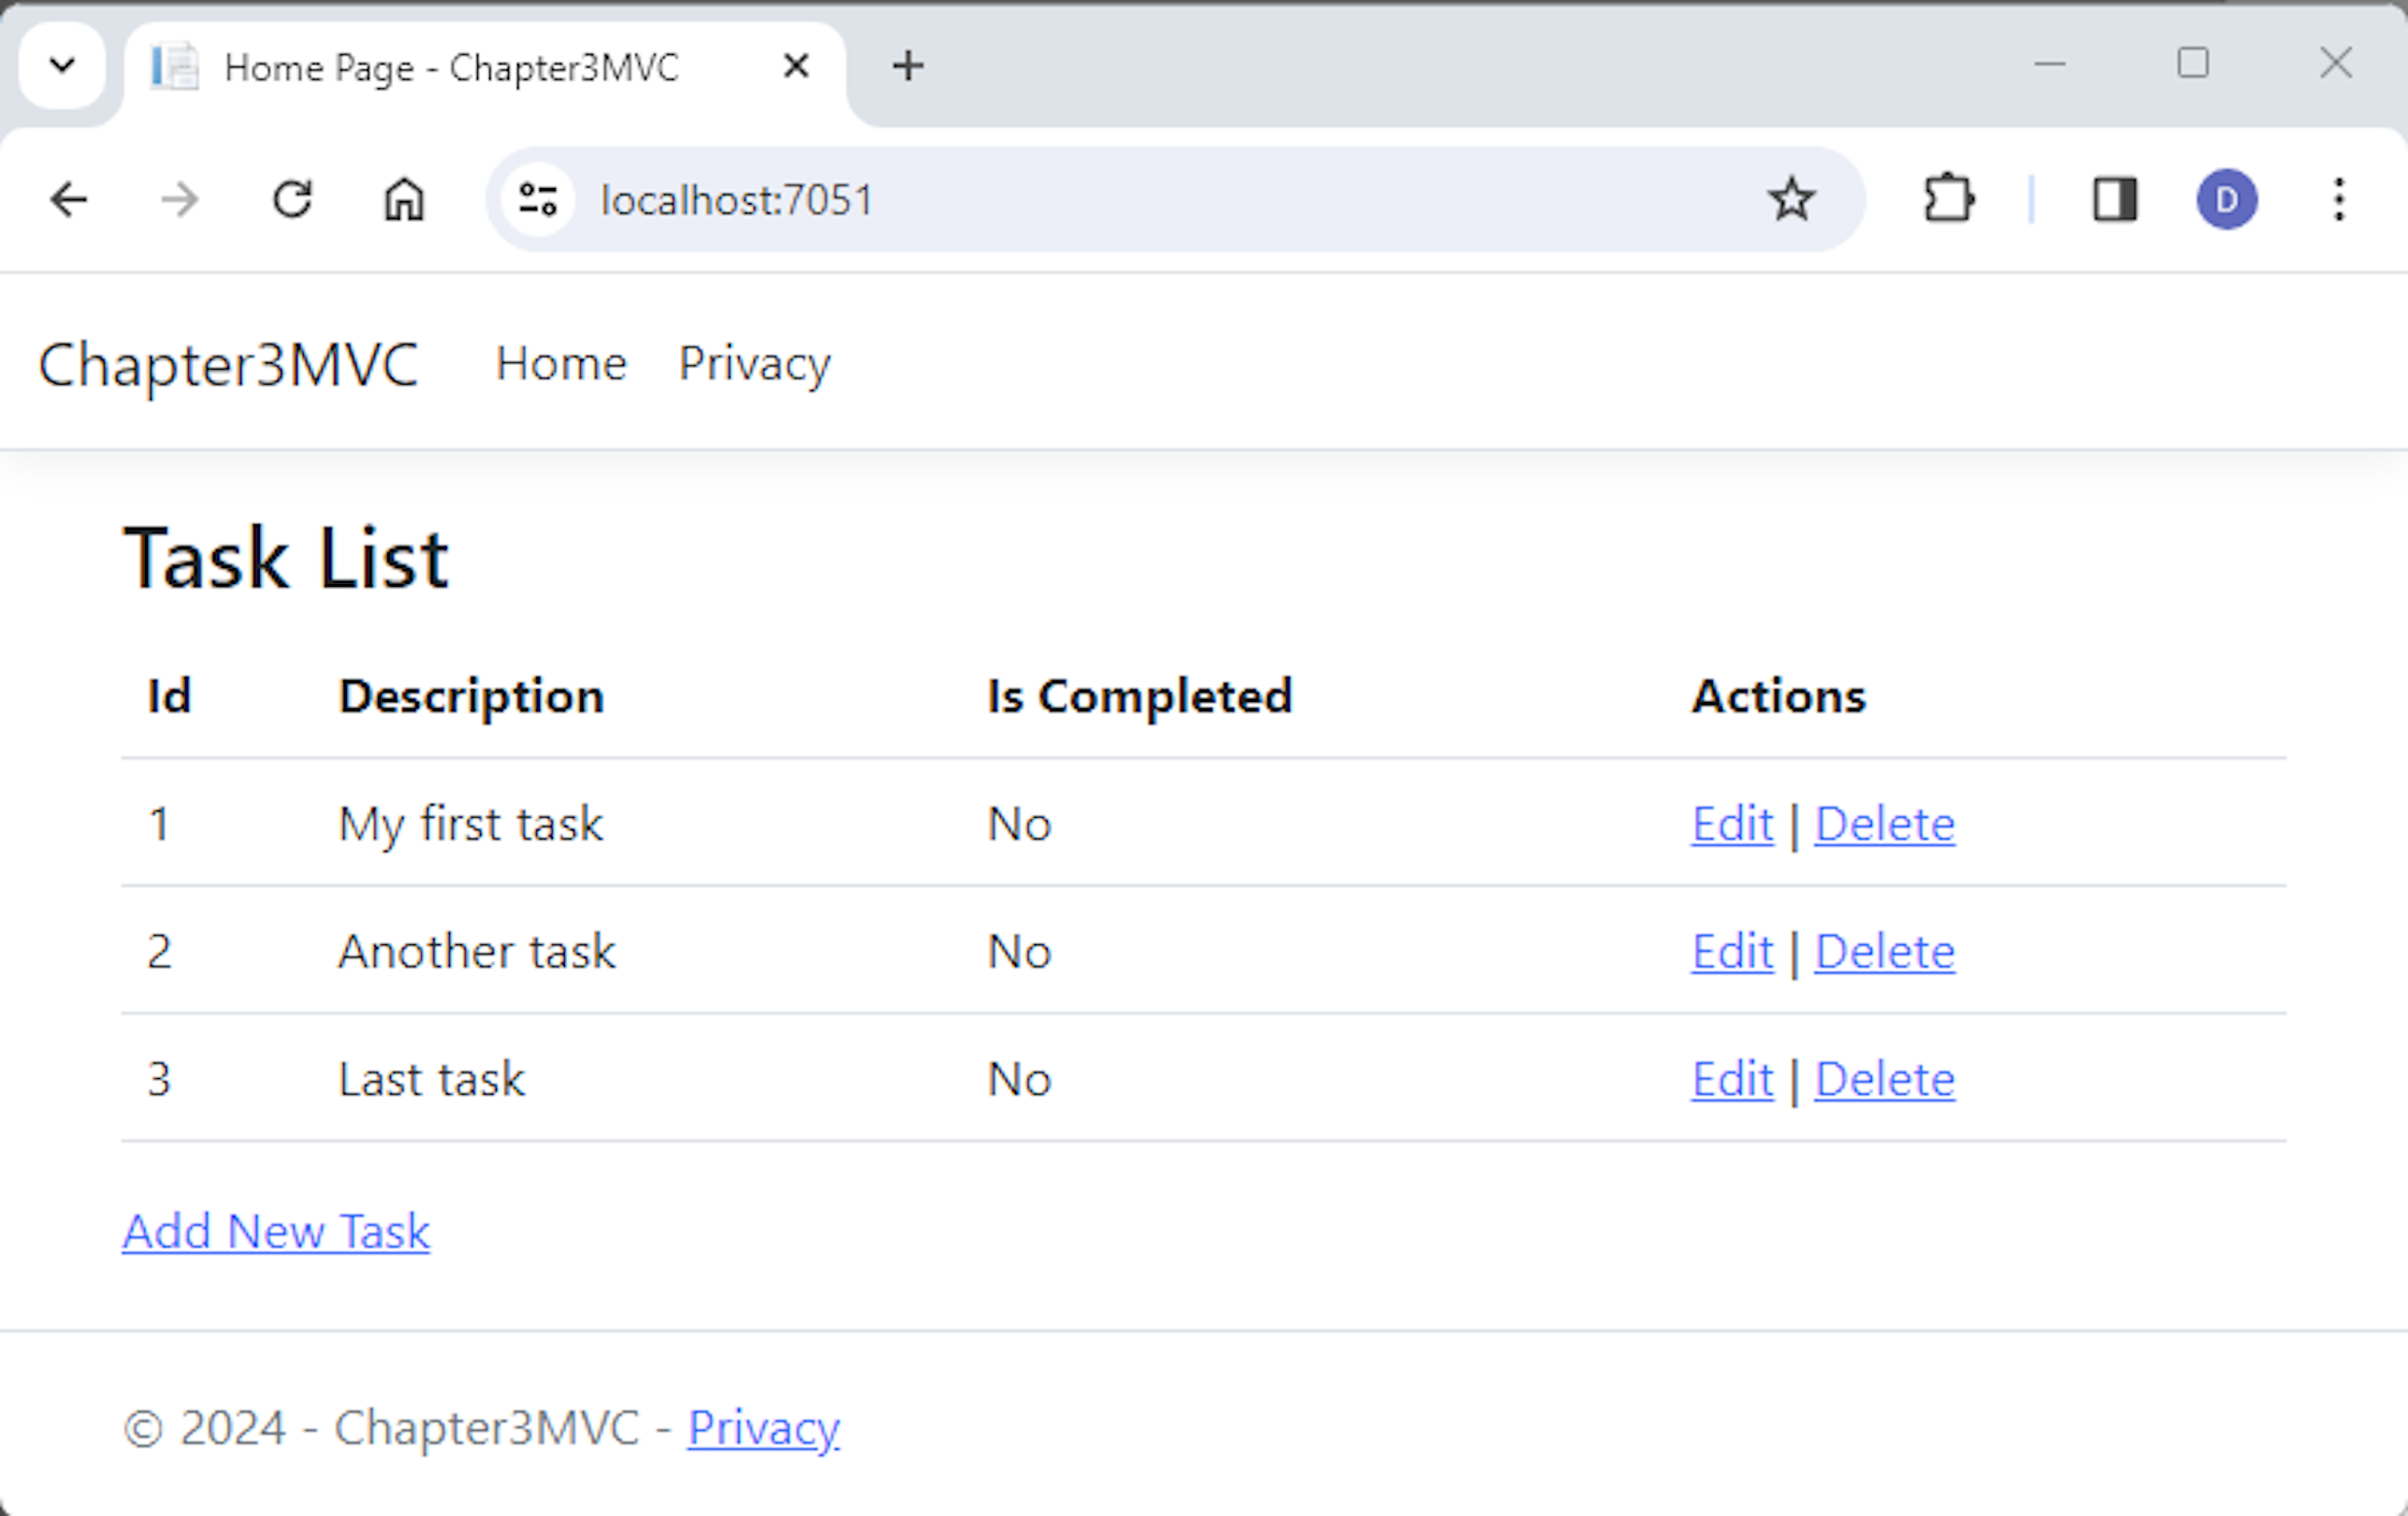 Home Page - Chapter3MVC
localhost:7051
D
Chapter3MVC Home Privacy
Task List
Id Description Is Completed Actions
1 My first task No Edit | Delete
2 Another task No Edit | Delete
3 Last task No Edit | Delete
Add New Task
© 2024 - Chapter3MVC - Privacy